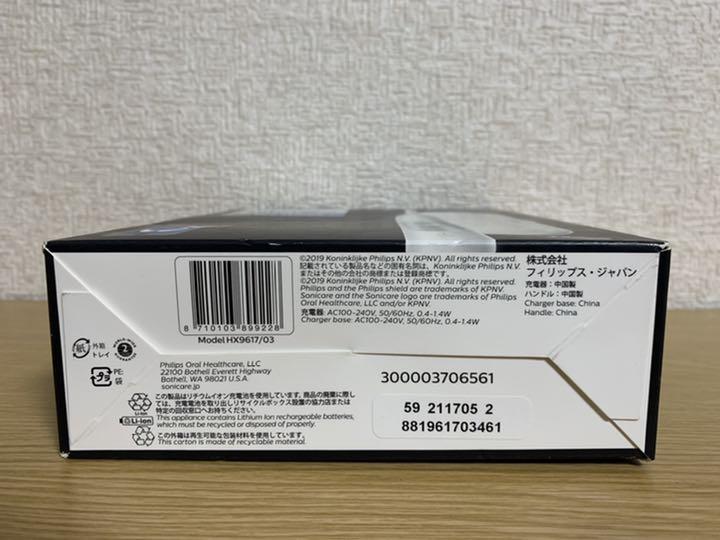 ©2019 Koninklijke Philips N.V. (KPNV). All rights reserved.
記載されている製品名などの固有名詞は、Koninklijke Philips N.V.
またはその他の会社の商標または登録商標です。
©2019 Koninklijke Philips N.V. (KPNV). All rights reserved.
Philips and the Philips shield are trademarks of KPNV.
Sonicare and the Sonicare logo are trademarks of Philips
Oral Healthcare, LLC and/or KPNV.
充電器: AC100-240V, 50/60Hz, 0.4-1.4W
Charger base: AC100-240V, 50/60Hz, 0.4-1.4W
株式会社
フィリップス・ジャパン
充電器:中国製
ハンドル:中国製
Charger base: China
Handle: China
8 710103 899228
Model HX9617/03
紙
外箱
トレイ
2
プラ
PE:
袋
Philips Oral Healthcare, LLC
22100 Bothell Everett Highway
Bothell, WA 98021 U.S.A.
sonicare.jp
300003706561
59 211705 2
881961703461
Li-ion
Li-ion
この製品はリチウムイオン充電池を使用しています。商品の廃棄に際し
ては、充電電池を取り出しリサイクルボックス設置の協力店または
特定の回収窓口へお持ちください。
This appliance contains Lithium Ion rechargeable batteries,
which must be recycled or disposed of properly.
この外箱は再生可能な包装材料を使用しています。
This carton is made of recyclable material.